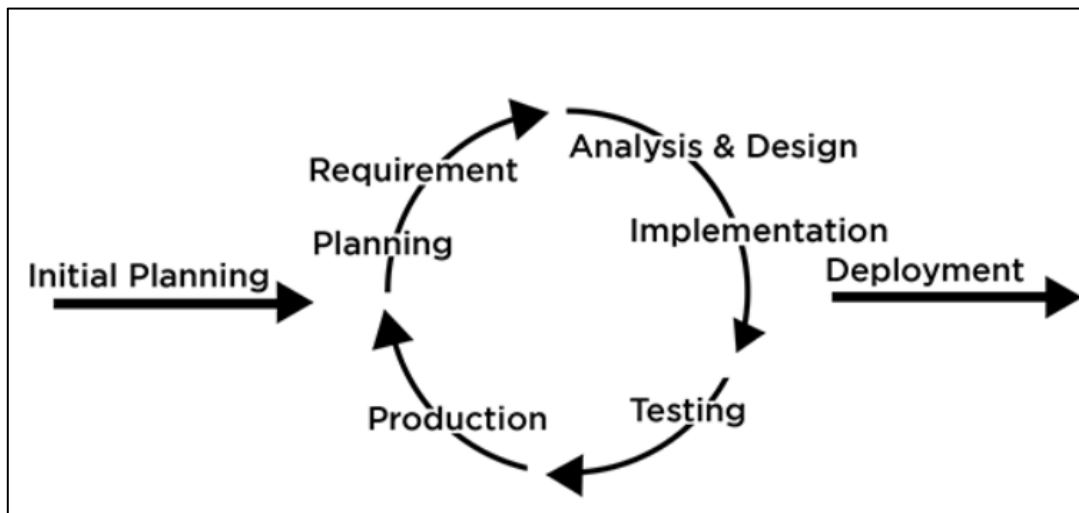 Requirement
Analysis & Design
Planning
Implementation
Initial Planning
Deployment
Production
Testing